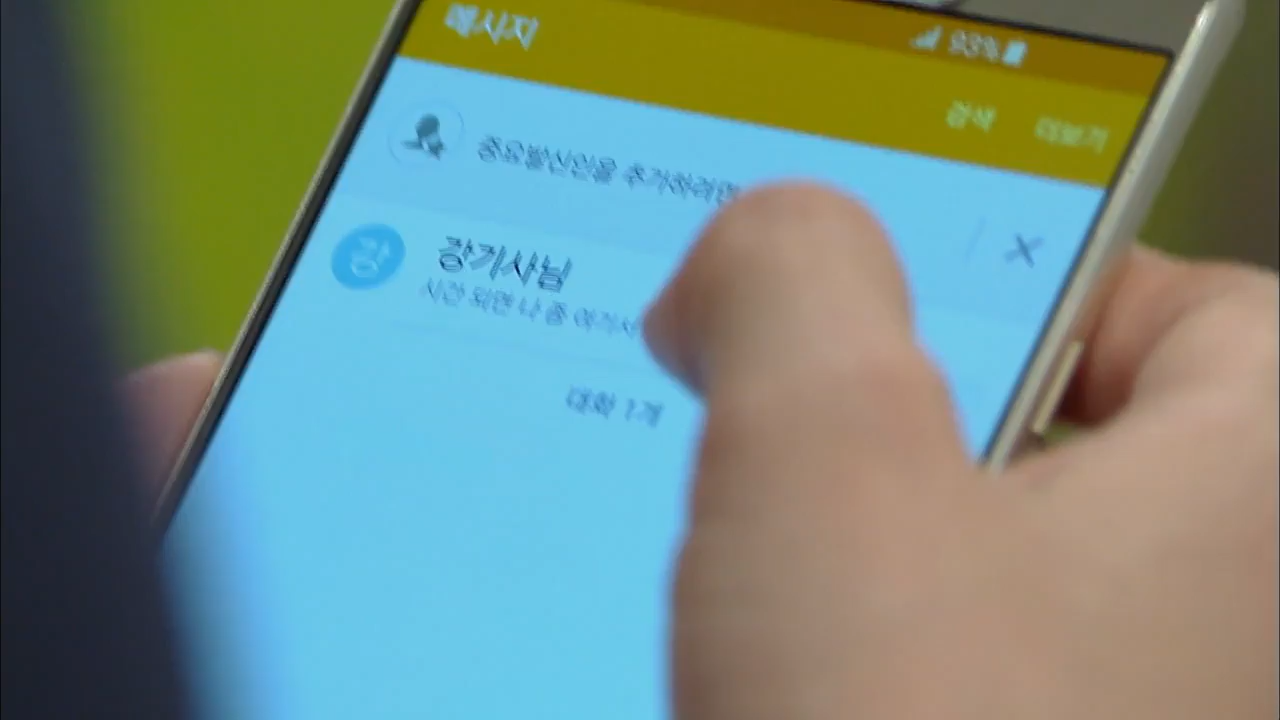 메시지
93%
검색 더보기
중요발신인을 추가하려면
강
강기사님
시간 되면 나 좀 여기서
대화 1개